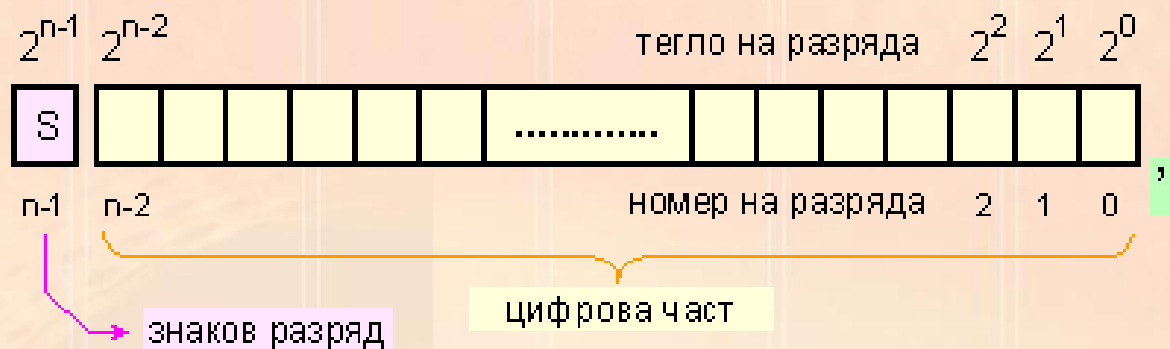 2^{n-1} 2^{n-2} тегло на разряда 2^2 2^1 2^0
S ............. ,
n-1 n-2 номер на разряда 2 1 0
цифрова част
знаков разряд